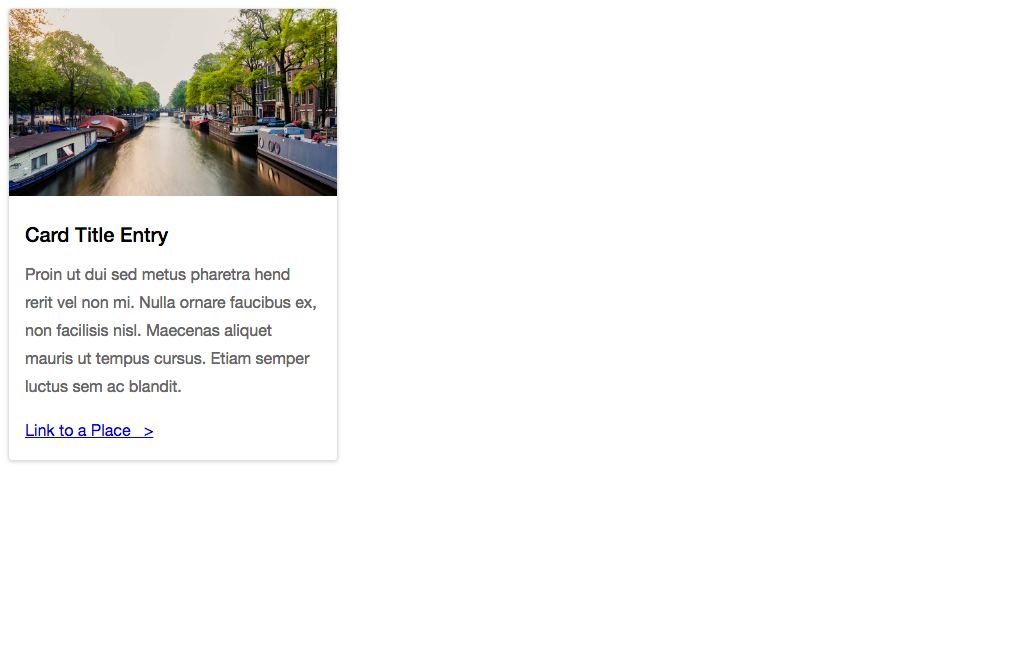 Card Title Entry
Proin ut dui sed metus pharetra hend
rerit vel non mi. Nulla ornare faucibus ex,
non facilisis nisl. Maecenas aliquet
mauris ut tempus cursus. Etiam semper
luctus sem ac blandit.
Link to a Place >